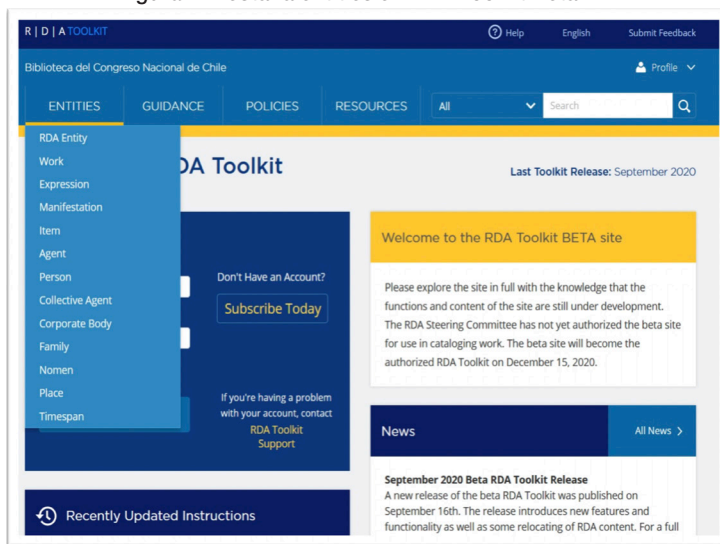 R | D | A TOOLKIT
Help
English
Submit Feedback
Biblioteca del Congreso Nacional de Chile
Profile
ENTITIES
GUIDANCE
POLICIES
RESOURCES
All
Search
RDA Entity
Work
Expression
Manifestation
Item
Agent
Person
Collective Agent
Corporate Body
Family
Nomen
Place
Timespan
Toolkit
Last Toolkit Release: September 2020
Don't Have an Account?
Subscribe Today
If you're having a problem
with your account, contact
RDA Toolkit
Support
Welcome to the RDA Toolkit BETA site
Please explore the site in full with the knowledge that the
functions and content of the site are still under development.
The RDA Steering Committee has not yet authorized the beta site
for use in cataloging work. The beta site will become the
authorized RDA Toolkit on December 15, 2020.
News
All News
September 2020 Beta RDA Toolkit Release
A new release of the beta RDA Toolkit was published on
September 16th. The release introduces new features and
functionality as well as some relocating of RDA content. For a full
Recently Updated Instructions